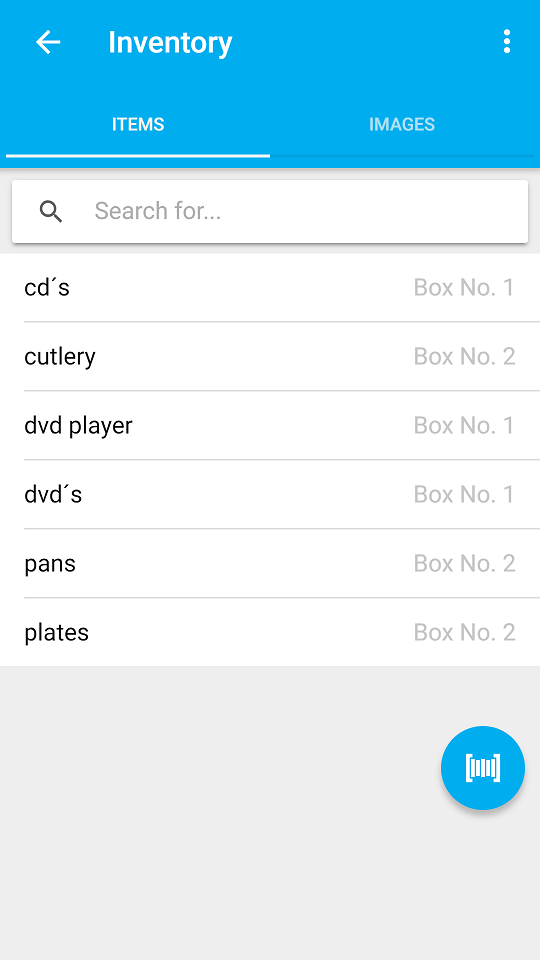 Inventory
ITEMS IMAGES
Search for...
cd´s Box No. 1
cutlery Box No. 2
dvd player Box No. 1
dvd´s Box No. 1
pans Box No. 2
plates Box No. 2